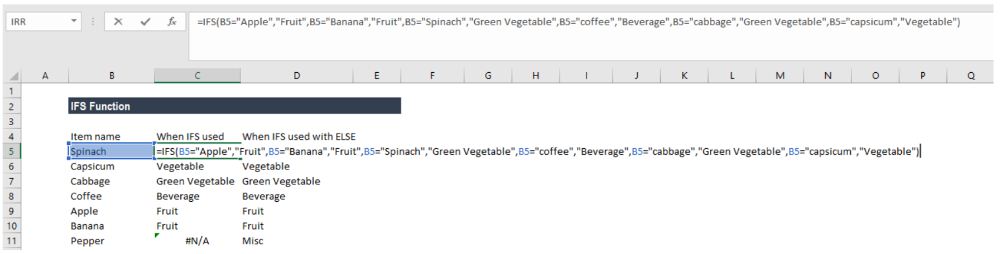 IRR fx =IFS(B5="Apple","Fruit",B5="Banana","Fruit",B5="Spinach","Green Vegetable",B5="coffee","Beverage",B5="cabbage","Green Vegetable",B5="capsicum","Vegetable")
A B C D E F G H I J K L M N O P Q
1
2 IFS Function
3
4 Item name When IFS used When IFS used with ELSE
5 Spinach =IFS(B5="Apple","Fruit",B5="Banana","Fruit",B5="Spinach","Green Vegetable",B5="coffee","Beverage",B5="cabbage","Green Vegetable",B5="capsicum","Vegetable")
6 Capsicum Vegetable Vegetable
7 Cabbage Green Vegetable Green Vegetable
8 Coffee Beverage Beverage
9 Apple Fruit Fruit
10 Banana Fruit Fruit
11 Pepper #N/A Misc